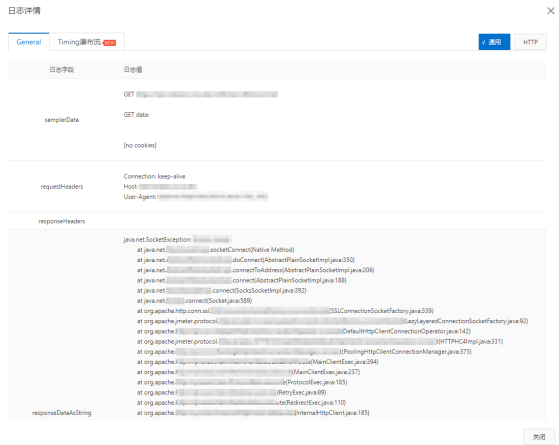 日志详情
General
Timing瀑布流
√ 通用
HTTP
日志字段 日志值
samplerData
GET
GET data:
[no cookies]
requestHeaders
Connection: keep-alive
Host:
User-Agent:
responseHeaders
responseDataAsString
java.net.SocketException:
at java.net. .socketConnect(Native Method)
at java.net. .doConnect(AbstractPlainSocketImpl.java:350)
at java.net. .connectToAddress(AbstractPlainSocketImpl.java:206)
at java.net. .connect(AbstractPlainSocketImpl.java:188)
at java.net. .connect(SocksSocketImpl.java:392)
at java.net. .connect(Socket.java:589)
at org.apache.http.conn.ssl. (SSLConnectionSocketFactory.java:339)
at org.apache.jmeter.protocol. (LazyLayeredConnectionSocketFactory.java:92)
at org.apache. (DefaultHttpClientConnectionOperator.java:142)
at org.apache.jmeter.protocol. (HTTPHC4Impl.java:331)
at org.apache. (PoolingHttpClientConnectionManager.java:373)
at org.apache. (MainClientExec.java:394)
at org.apache. (MainClientExec.java:237)
at org.apache. (ProtocolExec.java:185)
at org.apache. (RetryExec.java:89)
at org.apache. ute(RedirectExec.java:110)
at org.apache. (InternalHttpClient.java:185)
关闭